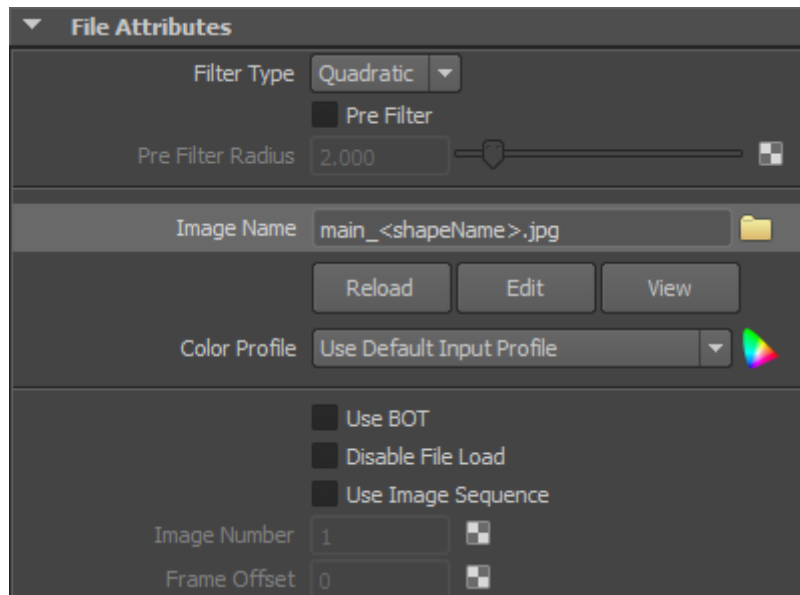 File Attributes
Filter Type Quadratic
Pre Filter
Pre Filter Radius 2.000
Image Name main_<shapeName>.jpg
Reload Edit View
Color Profile Use Default Input Profile
Use BOT
Disable File Load
Use Image Sequence
Image Number 1
Frame Offset 0